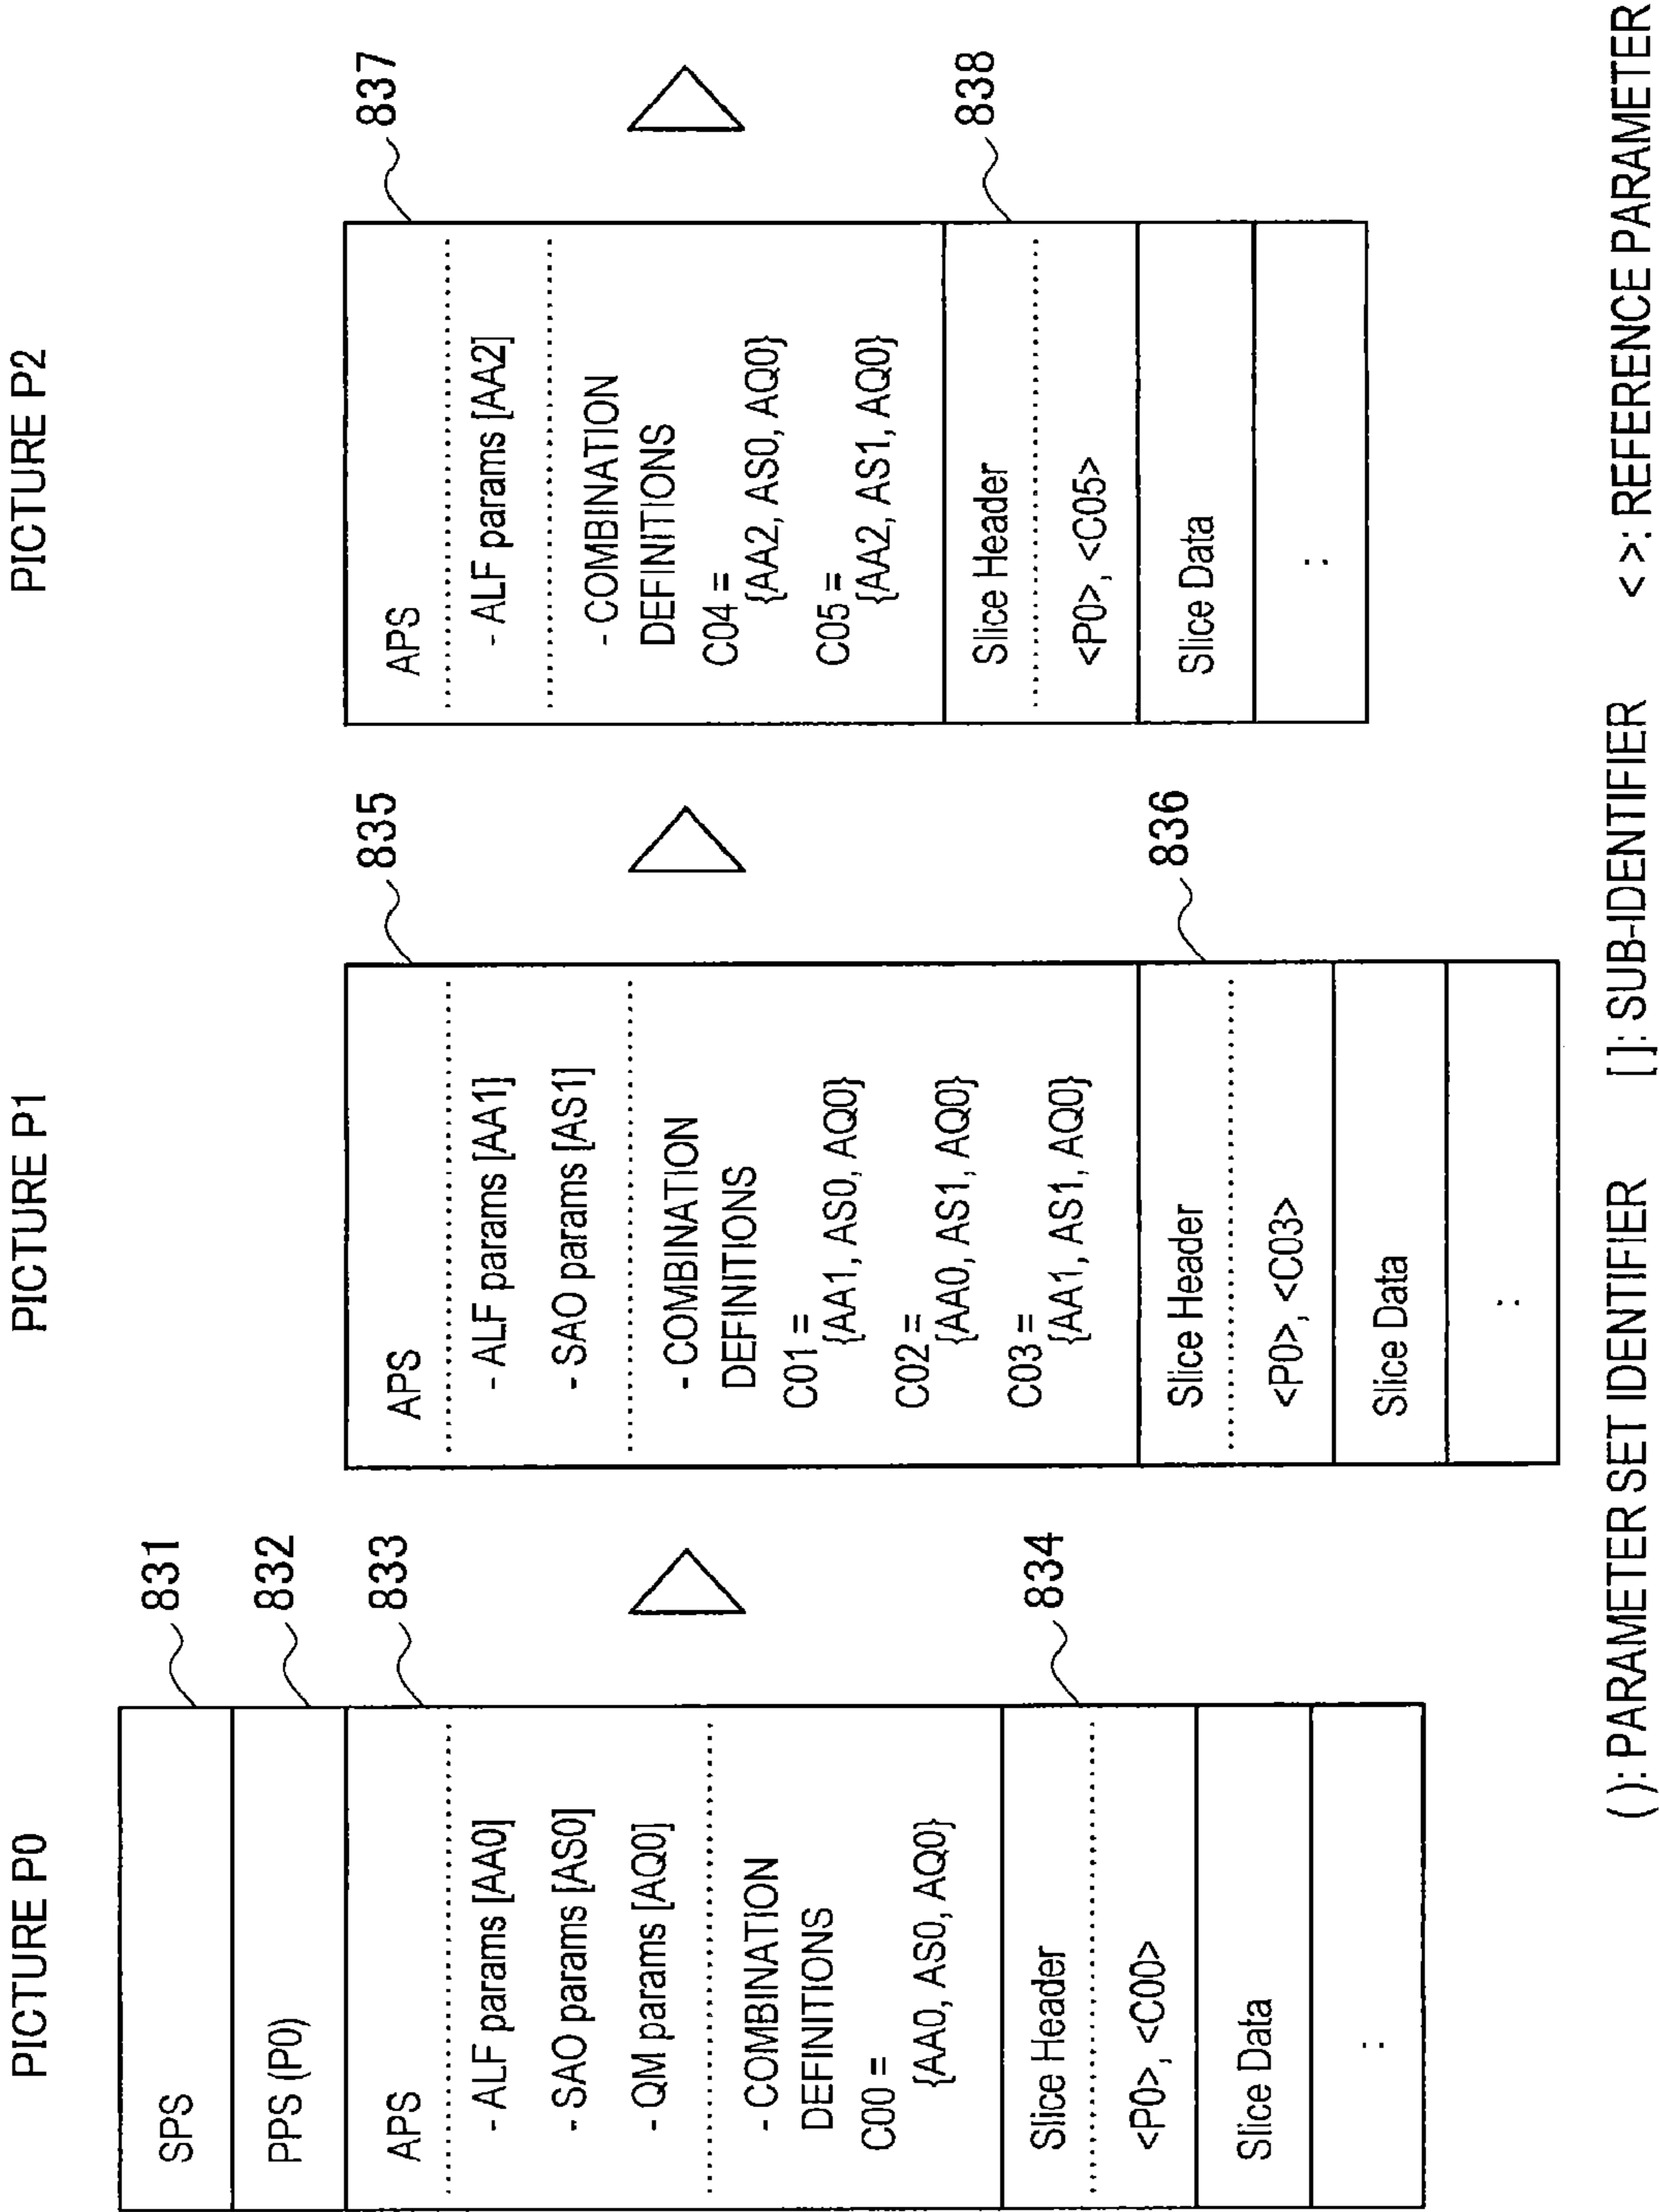 PICTURE P0
SPS
831
PPS (P0)
832
APS
833
- ALF params [AA0]
- SAO params [AS0]
- QM params [AQ0]
- COMBINATION
DEFINITIONS
C00 =
{AA0, AS0, AQ0}
Slice Header
834
<P0>, <C00>
Slice Data
:
PICTURE P1
APS
835
- ALF params [AA1]
- SAO params [AS1]
- COMBINATION
DEFINITIONS
C01 =
{AA1, AS0, AQ0}
C02 =
{AA0, AS1, AQ0}
C03 =
{AA1, AS1, AQ0}
Slice Header
836
<P0>, <C03>
Slice Data
:
PICTURE P2
APS
837
- ALF params [AA2]
- COMBINATION
DEFINITIONS
C04 =
{AA2, AS0, AQ0}
C05 =
{AA2, AS1, AQ0}
Slice Header
838
<P0>, <C05>
Slice Data
:
( ): PARAMETER SET IDENTIFIER [ ]: SUB-IDENTIFIER < >: REFERENCE PARAMETER